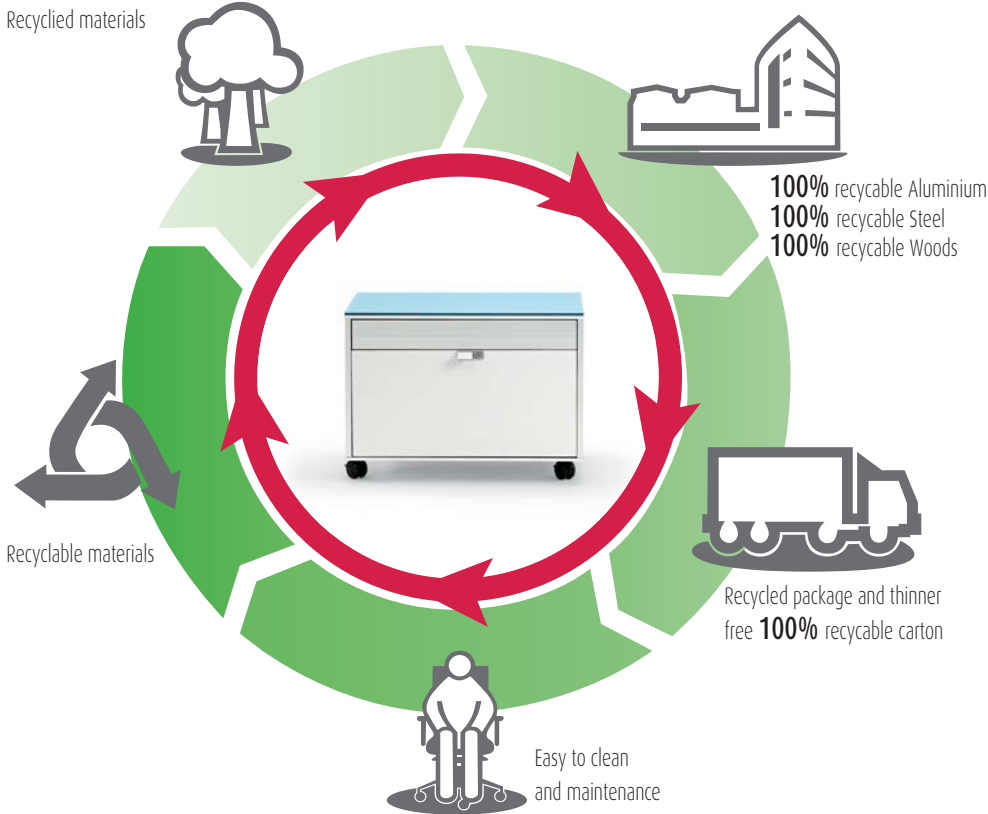 Recyclied materials
100% recycable Aluminium
100% recycable Steel
100% recycable Woods
Recycled package and thinner
free 100% recycable carton
Easy to clean
and maintenance
Recyclable materials